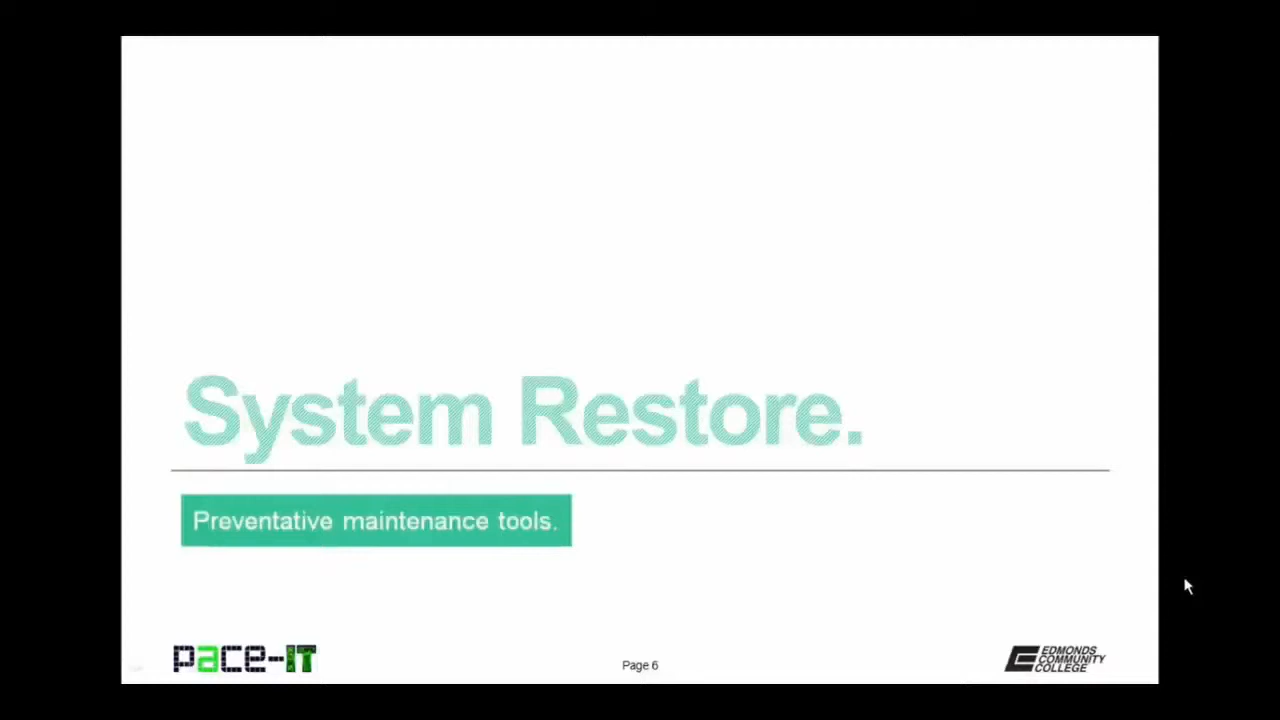 System Restore.
Preventative maintenance tools.
pace-IT
Page 6
EDMONDS
COMMUNITY
COLLEGE